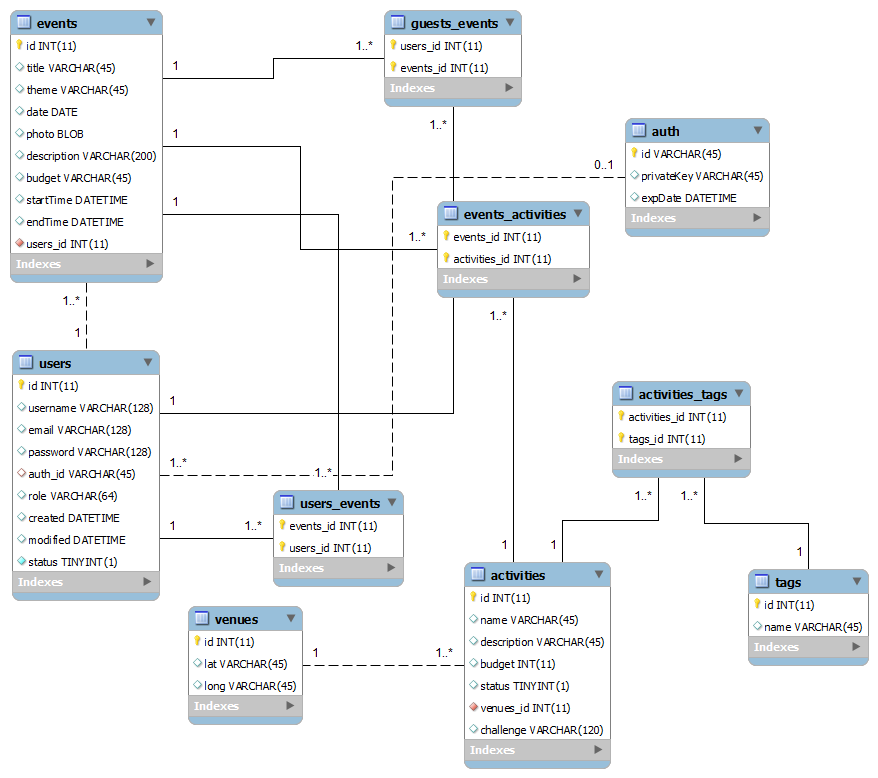 events
id INT(11)
title VARCHAR(45)
theme VARCHAR(45)
date DATE
photo BLOB
description VARCHAR(200)
budget VARCHAR(45)
startTime DATETIME
endTime DATETIME
users_id INT(11)
Indexes
1
1..*
1
1
guests_events
users_id INT(11)
events_id INT(11)
Indexes
1..*
auth
id VARCHAR(45)
privateKey VARCHAR(45)
expDate DATETIME
Indexes
0..1
events_activities
events_id INT(11)
activities_id INT(11)
Indexes
1..*
1..*
1..*
1
users
id INT(11)
username VARCHAR(128)
email VARCHAR(128)
password VARCHAR(128)
auth_id VARCHAR(45)
role VARCHAR(64)
created DATETIME
modified DATETIME
status TINYINT(1)
Indexes
1
1..*
1
1..*
1..*
users_events
events_id INT(11)
users_id INT(11)
Indexes
activities_tags
activities_id INT(11)
tags_id INT(11)
Indexes
1..*
1..*
1
1
1
activities
id INT(11)
name VARCHAR(45)
description VARCHAR(45)
budget INT(11)
status TINYINT(1)
venues_id INT(11)
challenge VARCHAR(120)
Indexes
tags
id INT(11)
name VARCHAR(45)
Indexes
venues
id INT(11)
lat VARCHAR(45)
long VARCHAR(45)
Indexes
1
1..*